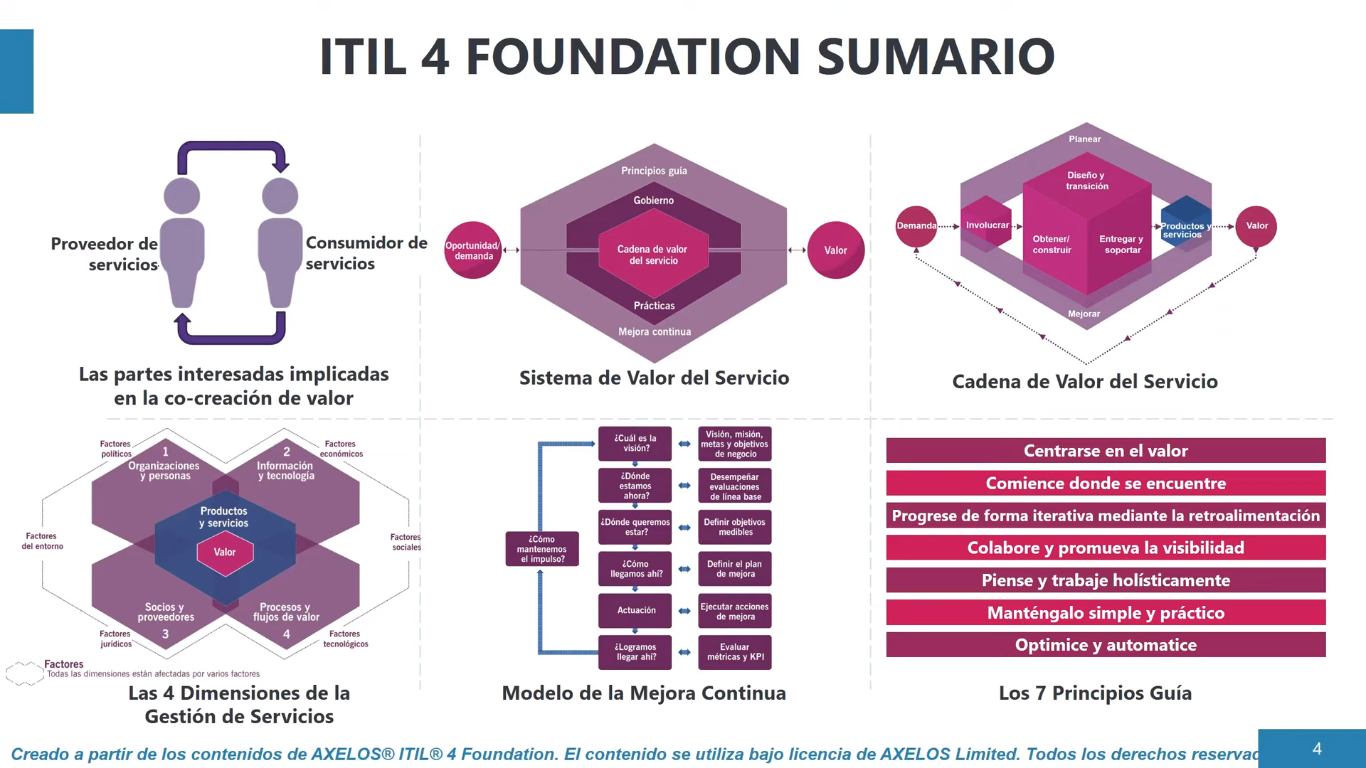 ITIL 4 FOUNDATION SUMARIO
Proveedor de
servicios
Consumidor de
servicios
Las partes interesadas implicadas
en la co-creación de valor
Oportunidad/
demanda
Principios guía
Gobierno
Cadena de valor
del servicio
Prácticas
Mejora continua
Valor
Sistema de Valor del Servicio
Planear
Diseño y
transición
Demanda
Involucrar
Obtener/
construir
Entregar y
soportar
Productos y
servicios
Valor
Mejorar
Cadena de Valor del Servicio
Factores
políticos
1
Organizaciones
y personas
2
Información
y tecnología
Factores
económicos
Productos
y servicios
Valor
Factores
del entorno
Factores
sociales
Socios y
proveedores
3
Procesos y
flujos de valor
4
Factores
jurídicos
Factores
tecnológicos
Factores
Todas las dimensiones están afectadas por varios factores
Las 4 Dimensiones de la
Gestión de Servicios
¿Cuál es la
visión?
Visión, misión,
metas y objetivos
de negocio
¿Dónde
estamos
ahora?
Desempeñar
evaluaciones
de línea base
¿Dónde queremos
estar?
Definir objetivos
medibles
¿Cómo
mantenemos
el impulso?
¿Cómo
llegamos ahí?
Definir el plan
de mejora
Actuación
Ejecutar acciones
de mejora
¿Logramos
llegar ahí?
Evaluar
métricas y KPI
Modelo de la Mejora Continua
Centrarse en el valor
Comience donde se encuentre
Progrese de forma iterativa mediante la retroalimentación
Colabore y promueva la visibilidad
Piense y trabaje holísticamente
Manténgalo simple y práctico
Optimice y automatice
Los 7 Principios Guía
Creado a partir de los contenidos de AXELOS® ITIL® 4 Foundation. El contenido se utiliza bajo licencia de AXELOS Limited. Todos los derechos reservad
4